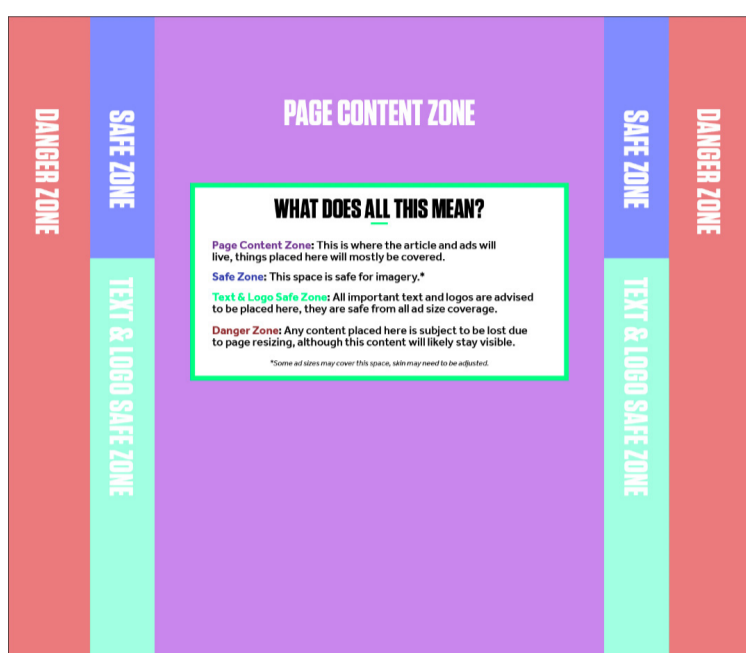 PAGE CONTENT ZONE
DANGER ZONE
SAFE ZONE
SAFE ZONE
DANGER ZONE
WHAT DOES ALL THIS MEAN?
Page Content Zone: This is where the article and ads will
live, things placed here will mostly be covered.
Safe Zone: This space is safe for imagery.*
Text & Logo Safe Zone: All important text and logos are advised
to be placed here, they are safe from all ad size coverage.
Danger Zone: Any content placed here is subject to be lost due
to page resizing, although this content will likely stay visible.
*Some ad sizes may cover this space, skin may need to be adjusted.
TEXT & LOGO SAFE ZONE
TEXT & LOGO SAFE ZONE